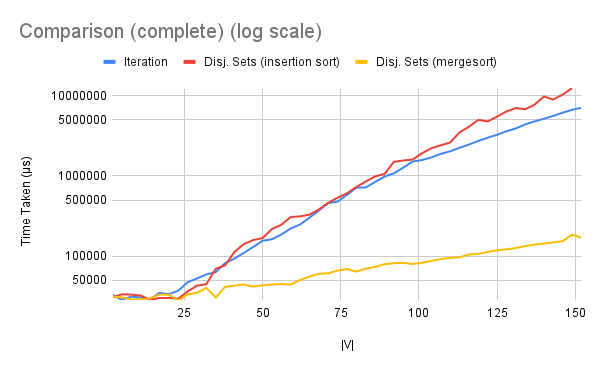 Comparison (complete) (log scale)
Iteration Disj. Sets (insertion sort) Disj. Sets (mergesort)
Time Taken (µs)
10000000
5000000
1000000
500000
100000
50000
25 50 75 100 125 150
|V|